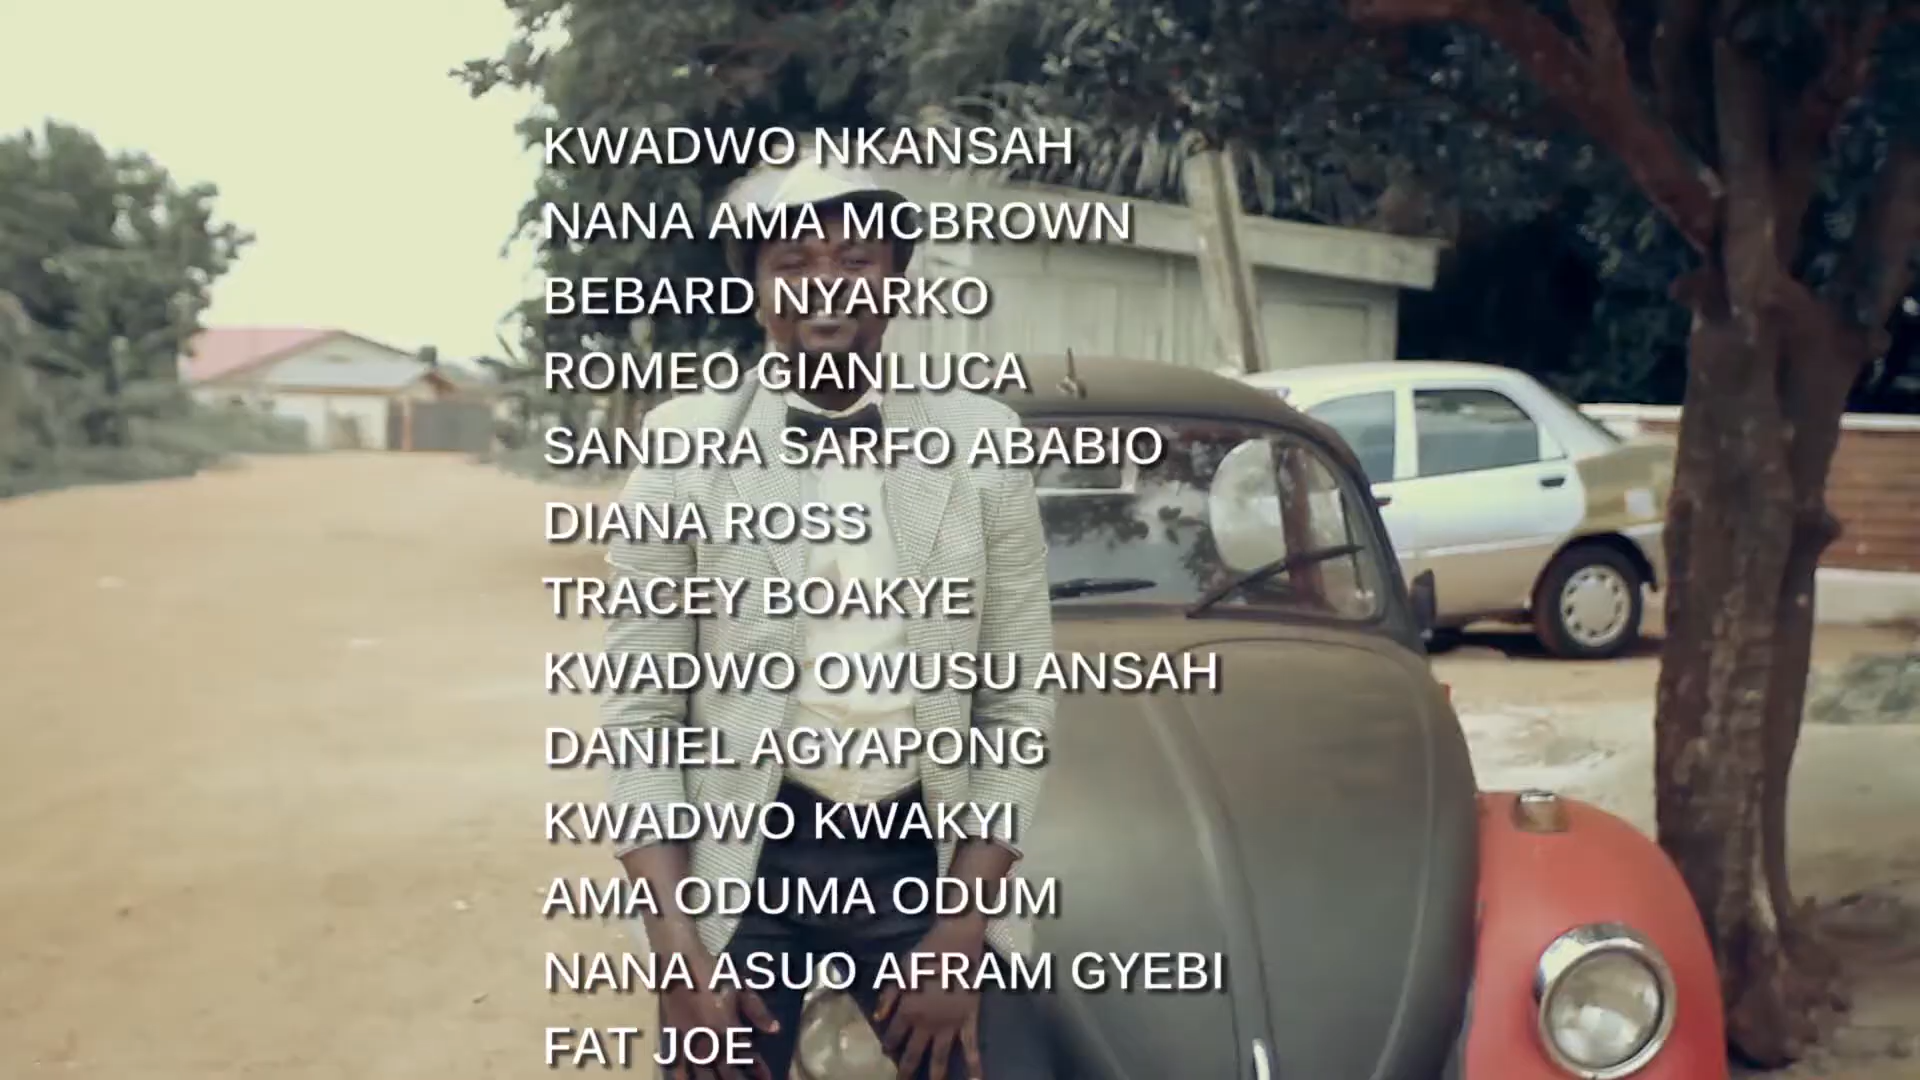 KWADWO NKANSAH
NANA AMA MCBROWN
BEBARD NYARKO
ROMEO GIANLUCA
SANDRA SARFO ABABIO
DIANA ROSS
TRACEY BOAKYE
KWADWO OWUSU ANSAH
DANIEL AGYAPONG
KWADWO KWAKYI
AMA ODUMA ODUM
NANA ASUO AFRAM GYEBI
FAT JOE